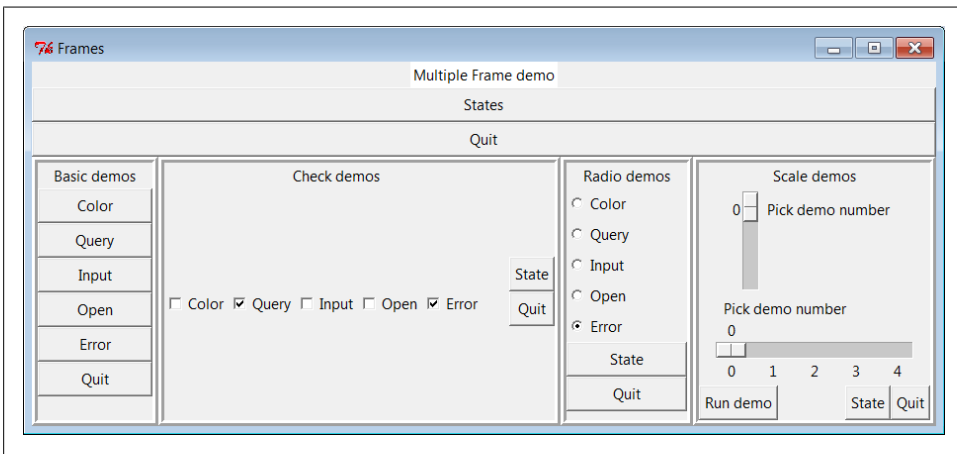 Frames
Multiple Frame demo
States
Quit
Basic demos
Color
Query
Input
Open
Error
Quit
Check demos
Color Query Input Open Error
State
Quit
Radio demos
Color
Query
Input
Open
Error
State
Quit
Scale demos
0 Pick demo number
Pick demo number
0
0 1 2 3 4
Run demo State Quit